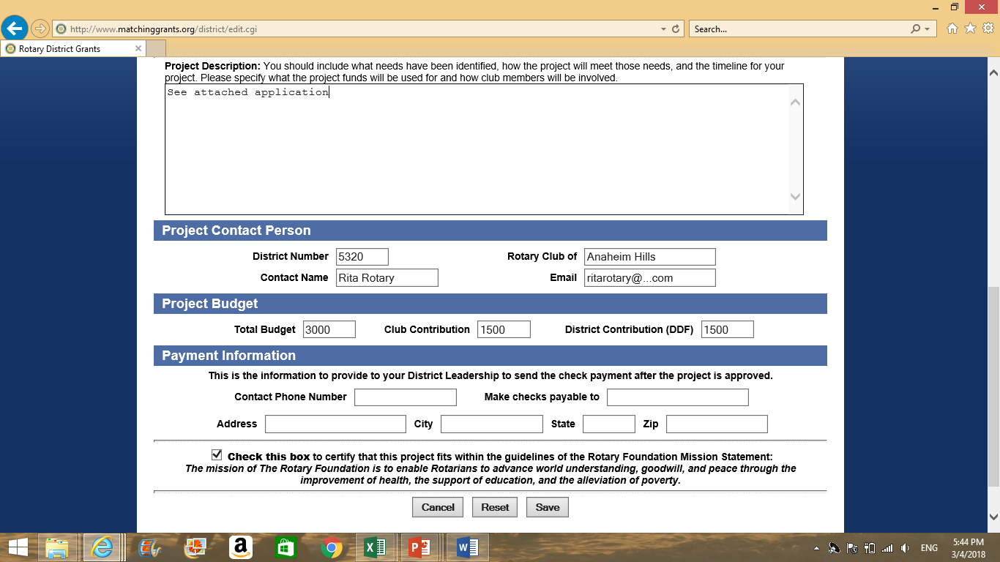 http://www.matchinggrants.org/district/edit.cgi
Search...
Rotary District Grants
Project Description: You should include what needs have been identified, how the project will meet those needs, and the timeline for your
project. Please specify what the project funds will be used for and how club members will be involved.
See attached application
Project Contact Person
District Number 5320 Rotary Club of Anaheim Hills
Contact Name Rita Rotary Email ritarotary@...com
Project Budget
Total Budget 3000 Club Contribution 1500 District Contribution (DDF) 1500
Payment Information
This is the information to provide to your District Leadership to send the check payment after the project is approved.
Contact Phone Number Make checks payable to
Address City State Zip
Check this box to certify that this project fits within the guidelines of the Rotary Foundation Mission Statement:
The mission of The Rotary Foundation is to enable Rotarians to advance world understanding, goodwill, and peace through the
improvement of health, the support of education, and the alleviation of poverty.
Cancel Reset Save
ENG
5:44 PM
3/4/2018